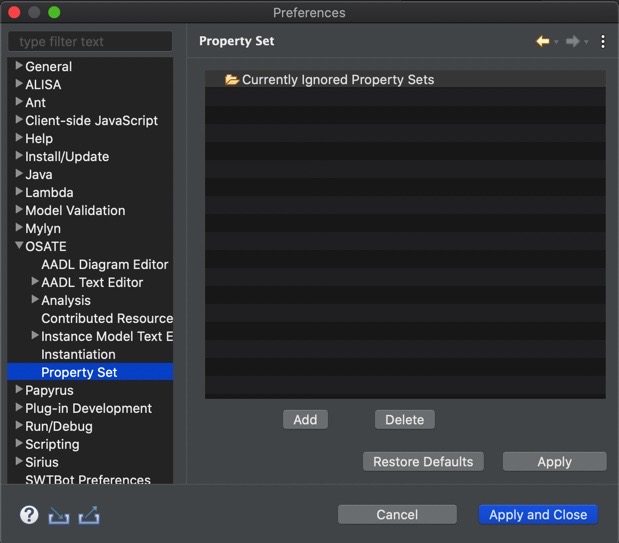 Preferences
type filter text
General
ALISA
Ant
Client-side JavaScript
Help
Install/Update
Java
Lambda
Model Validation
Mylyn
OSATE
AADL Diagram Editor
AADL Text Editor
Analysis
Contributed Resource
Instance Model Text E
Instantiation
Property Set
Papyrus
Plug-in Development
Run/Debug
Scripting
Sirius
SWTBot Preferences
Property Set
Currently Ignored Property Sets
Add Delete
Restore Defaults Apply
? Cancel Apply and Close